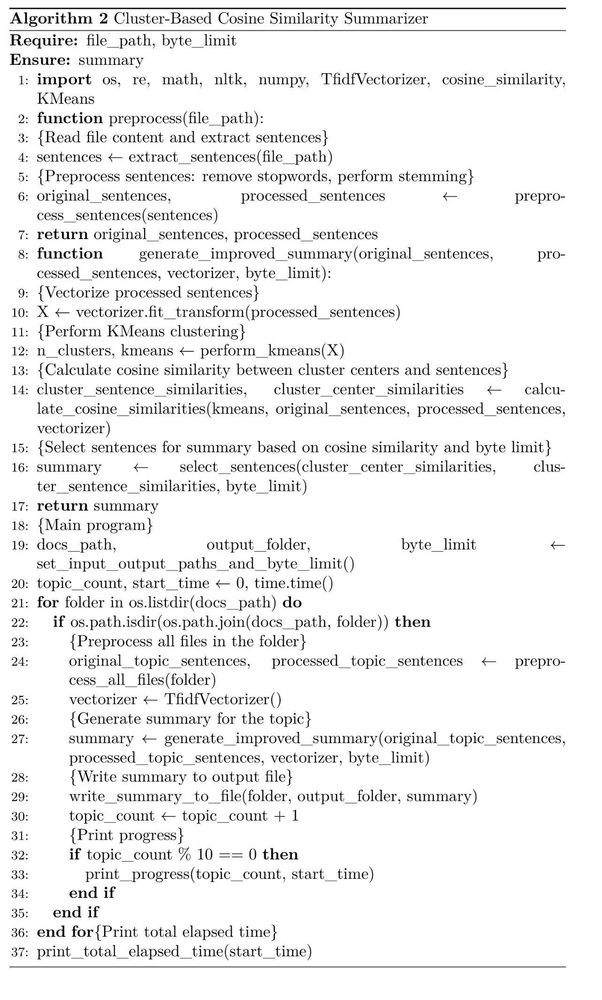 Algorithm 2 Cluster-Based Cosine Similarity Summarizer
Require: file_path, byte_limit
Ensure: summary
1: import os, re, math, nltk, numpy, TfidfVectorizer, cosine_similarity,
KMeans
2: function preprocess(file_path):
3: {Read file content and extract sentences}
4: sentences ← extract_sentences(file_path)
5: {Preprocess sentences: remove stopwords, perform stemming}
6: original_sentences, processed_sentences ← prepro-
cess_sentences(sentences)
7: return original_sentences, processed_sentences
8: function generate_improved_summary(original_sentences, pro-
cessed_sentences, vectorizer, byte_limit):
9: {Vectorize processed sentences}
10: X ← vectorizer.fit_transform(processed_sentences)
11: {Perform KMeans clustering}
12: n_clusters, kmeans ← perform_kmeans(X)
13: {Calculate cosine similarity between cluster centers and sentences}
14: cluster_sentence_similarities, cluster_center_similarities ← calcu-
late_cosine_similarities(kmeans, original_sentences, processed_sentences,
vectorizer)
15: {Select sentences for summary based on cosine similarity and byte limit}
16: summary ← select_sentences(cluster_center_similarities, clus-
ter_sentence_similarities, byte_limit)
17: return summary
18: {Main program}
19: docs_path, output_folder, byte_limit ←
set_input_output_paths_and_byte_limit()
20: topic_count, start_time ← 0, time.time()
21: for folder in os.listdir(docs_path) do
22: if os.path.isdir(os.path.join(docs_path, folder)) then
23: {Preprocess all files in the folder}
24: original_topic_sentences, processed_topic_sentences ← prepro-
cess_all_files(folder)
25: vectorizer ← TfidfVectorizer()
26: {Generate summary for the topic}
27: summary ← generate_improved_summary(original_topic_sentences,
processed_topic_sentences, vectorizer, byte_limit)
28: {Write summary to output file}
29: write_summary_to_file(folder, output_folder, summary)
30: topic_count ← topic_count + 1
31: {Print progress}
32: if topic_count % 10 == 0 then
33: print_progress(topic_count, start_time)
34: end if
35: end if
36: end for{Print total elapsed time}
37: print_total_elapsed_time(start_time)